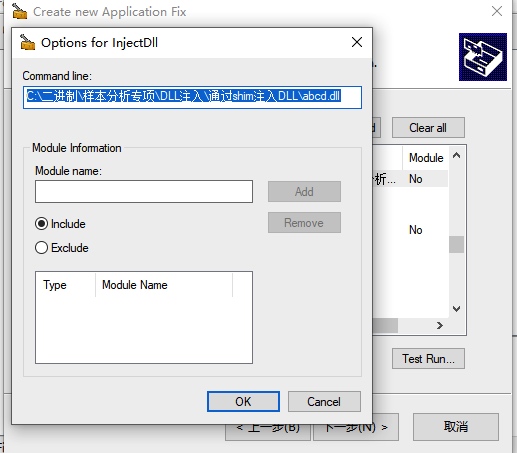 Create new Application Fix
Options for InjectDll
Command line:
C:\二进制\样本分析专项\DLL注入\通过shim注入DLL\abcd.dll
Clear all
Module Information
Module name:
Add
Include
Remove
Exclude
Type Module Name
Module
析... No
No
Test Run...
OK Cancel
< 上一步(B) 下一步(N) > 取消